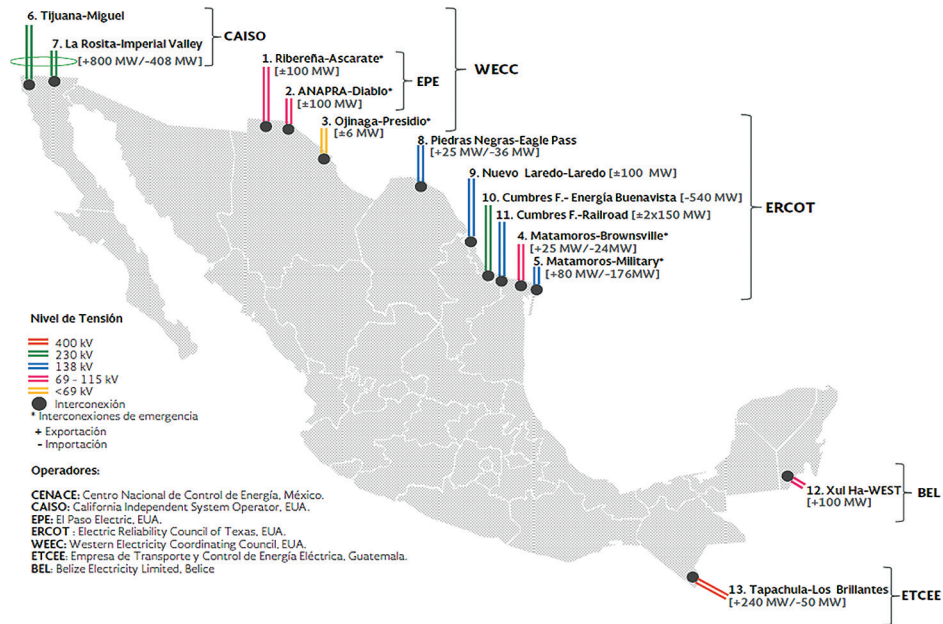 6. Tijuana-Miguel
7. La Rosita-Imperial Valley
[+800 MW/-408 MW]
CAISO
1. Ribereña-Ascarate*
[±100 MW]
2. ANAPRA-Diablo*
[±100 MW]
EPE
WECC
3. Ojinaga-Presidio*
[±6 MW]
8. Piedras Negras-Eagle Pass
[+25 MW/-36 MW]
9. Nuevo Laredo-Laredo [±100 MW]
10. Cumbres F.- Energía Buenavista [-540 MW]
11. Cumbres F.-Railroad [±2x150 MW]
4. Matamoros-Brownsville*
[+25 MW/-24MW]
5. Matamoros-Military*
[+80 MW/-176MW]
ERCOT
Nivel de Tensión
400 kV
230 kV
138 kV
69 - 115 kV
<69 kV
Interconexión
* Interconexiones de emergencia
+ Exportación
- Importación
Operadores:
CENACE: Centro Nacional de Control de Energía, México.
CAISO: California Independent System Operator, EUA.
EPE: El Paso Electric, EUA.
ERCOT : Electric Reliability Council of Texas, EUA.
WEEC: Western Electricity Coordinating Council, EUA.
ETCEE: Empresa de Transporte y Control de Energía Eléctrica, Guatemala.
BEL: Belize Electricity Limited, Belice
12. Xul Ha-WEST
[+100 MW]
BEL
13. Tapachula-Los Brillantes
[+240 MW/-50 MW]
ETCEE